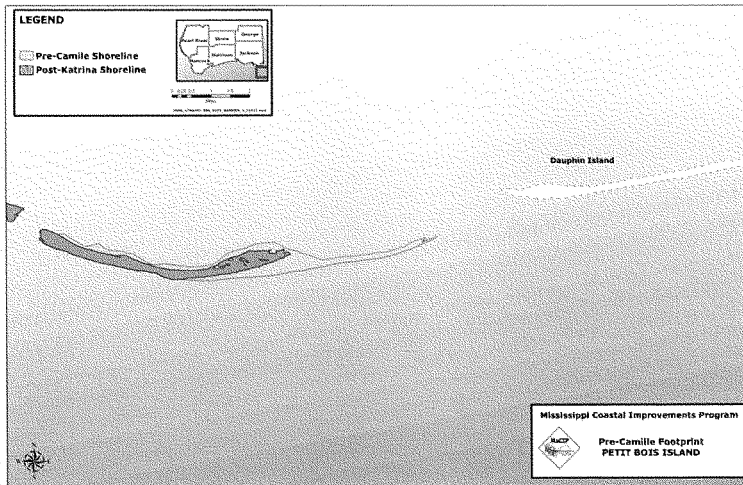 LEGEND
Pre-Camile Shoreline
Post-Katrina Shoreline
Pearl River
Stone
George
Hancock
Harrison
Jackson
Miles
Dauphin Island
N
W
Mississippi Coastal Improvements Program
MsCIP
Pre-Camille Footprint
PETIT BOIS ISLAND